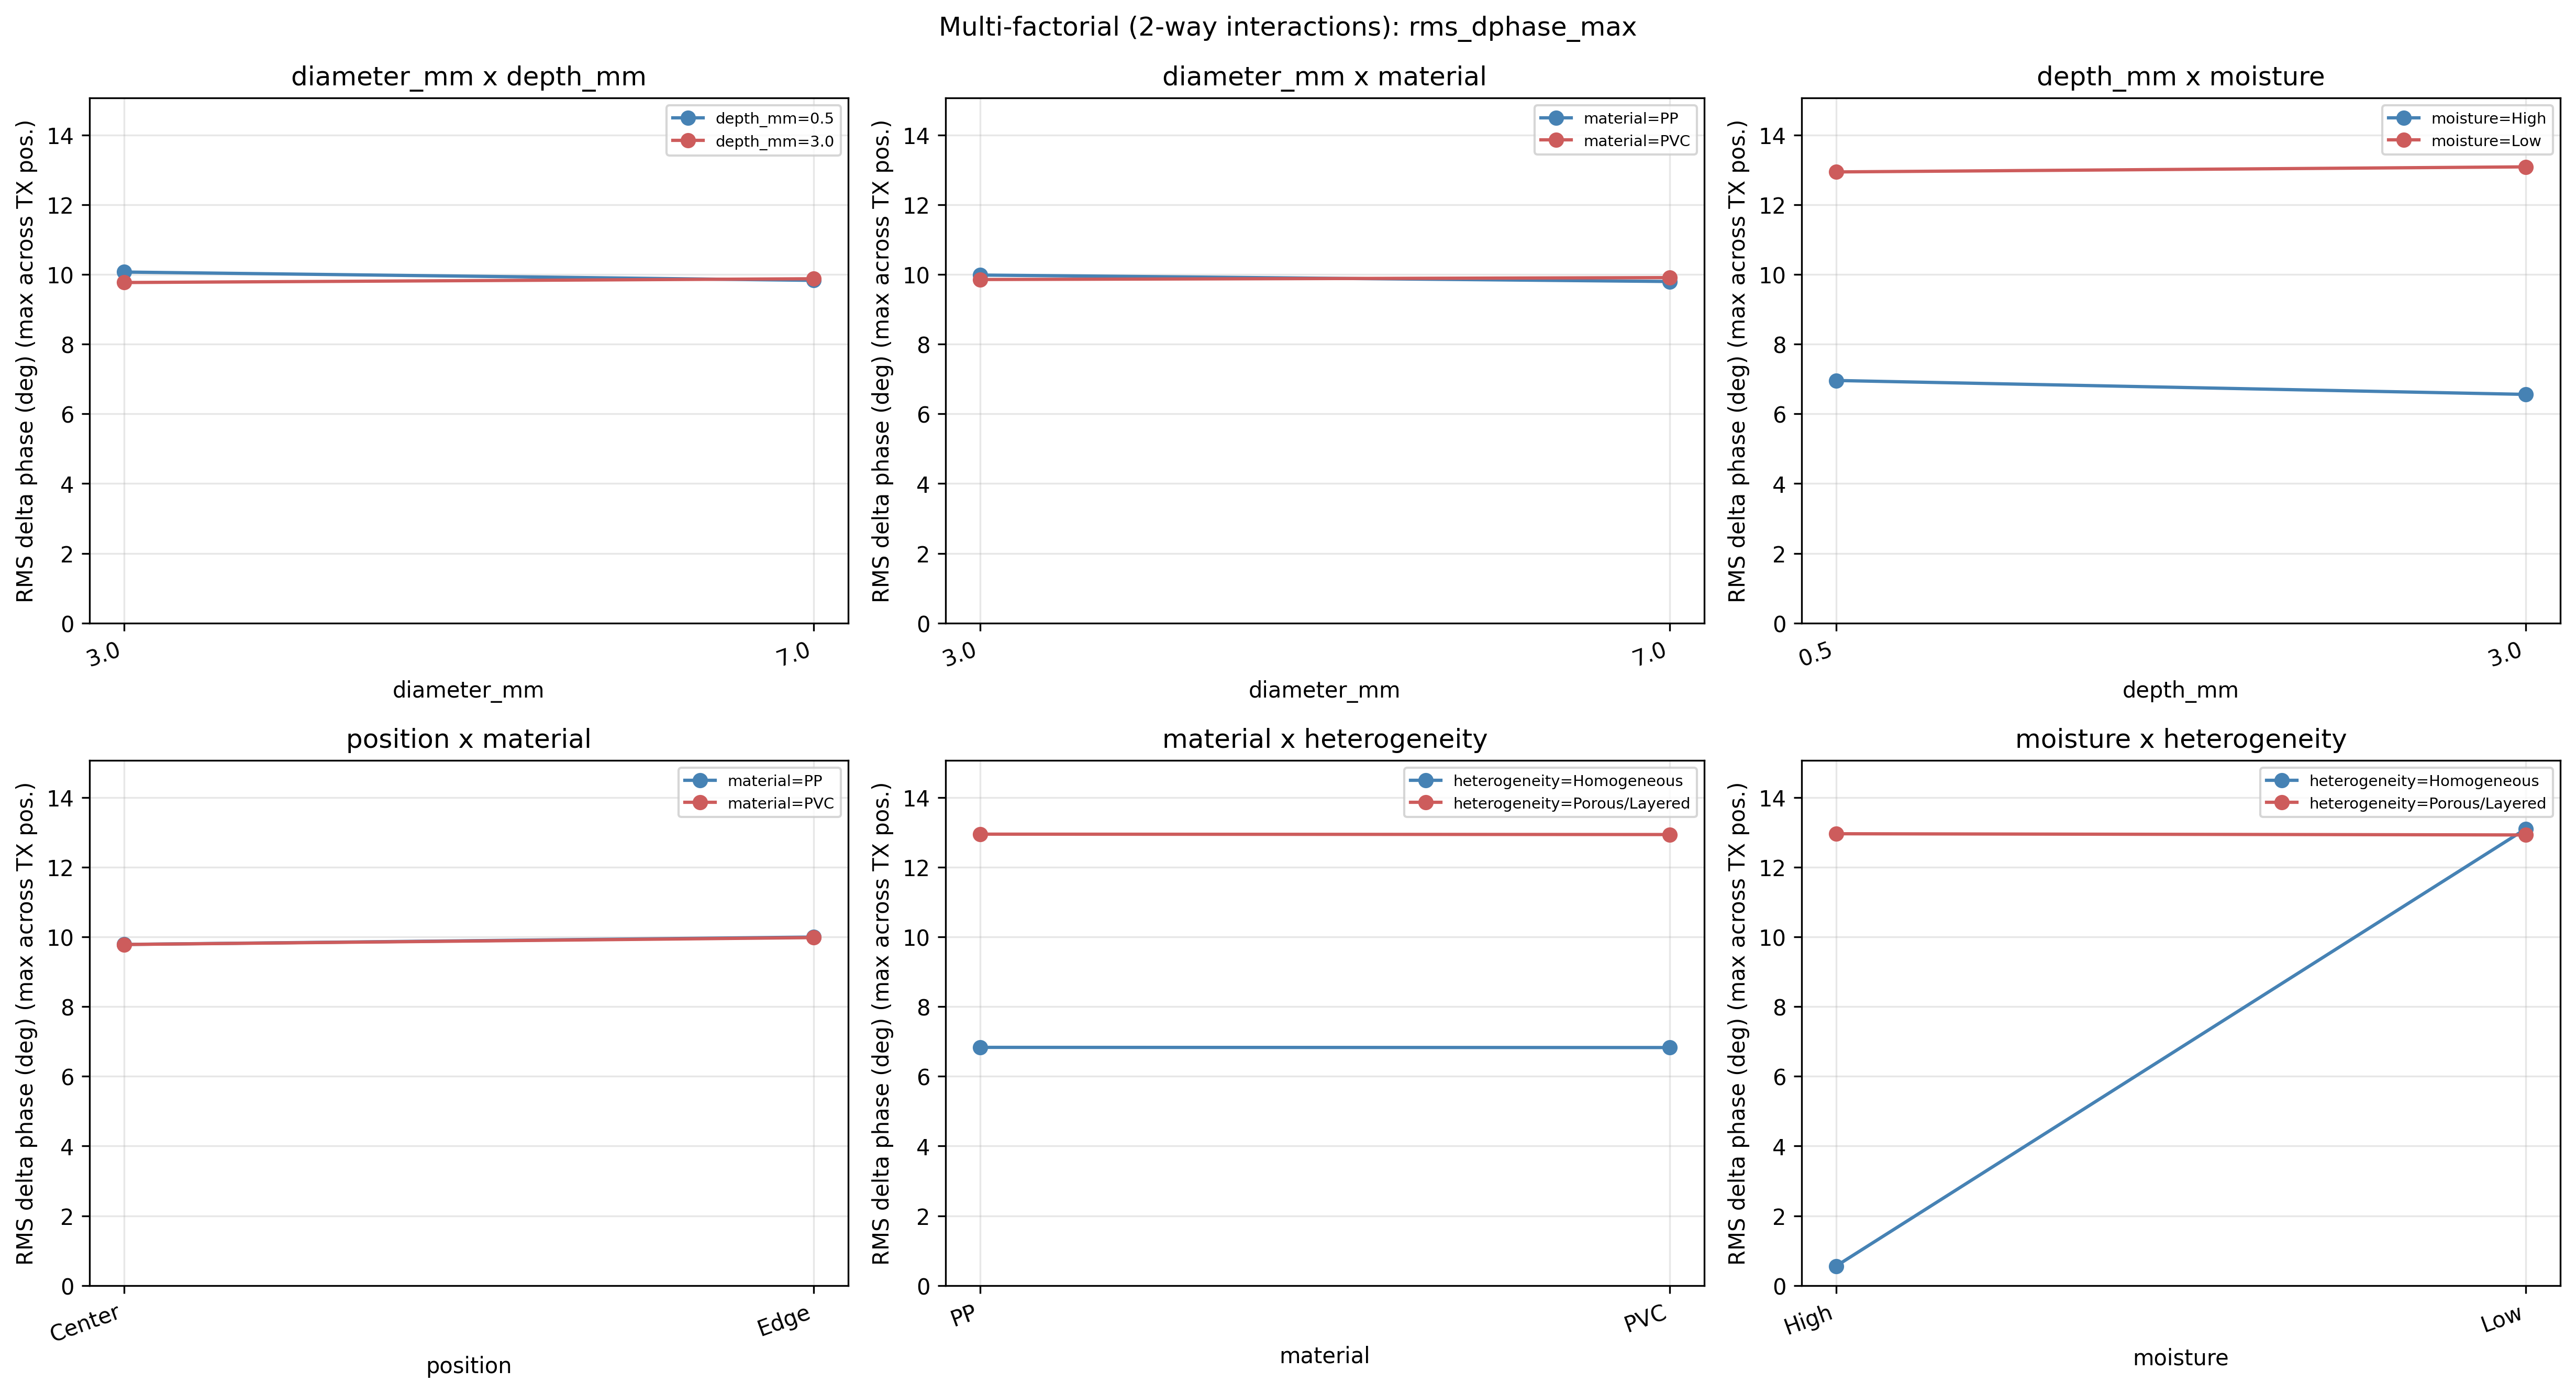 Multi-factorial (2-way interactions): rms_dphase_max
diameter_mm x depth_mm
RMS delta phase (deg) (max across TX pos.)
14
12
10
8
6
4
2
0
depth_mm=0.5
depth_mm=3.0
3.0
7.0
diameter_mm
diameter_mm x material
RMS delta phase (deg) (max across TX pos.)
14
12
10
8
6
4
2
0
material=PP
material=PVC
3.0
7.0
diameter_mm
depth_mm x moisture
RMS delta phase (deg) (max across TX pos.)
14
12
10
8
6
4
2
0
moisture=High
moisture=Low
0.5
3.0
depth_mm
position x material
RMS delta phase (deg) (max across TX pos.)
14
12
10
8
6
4
2
0
material=PP
material=PVC
Center
Edge
position
material x heterogeneity
RMS delta phase (deg) (max across TX pos.)
14
12
10
8
6
4
2
0
heterogeneity=Homogeneous
heterogeneity=Porous/Layered
PP
PVC
material
moisture x heterogeneity
RMS delta phase (deg) (max across TX pos.)
14
12
10
8
6
4
2
0
heterogeneity=Homogeneous
heterogeneity=Porous/Layered
High
Low
moisture